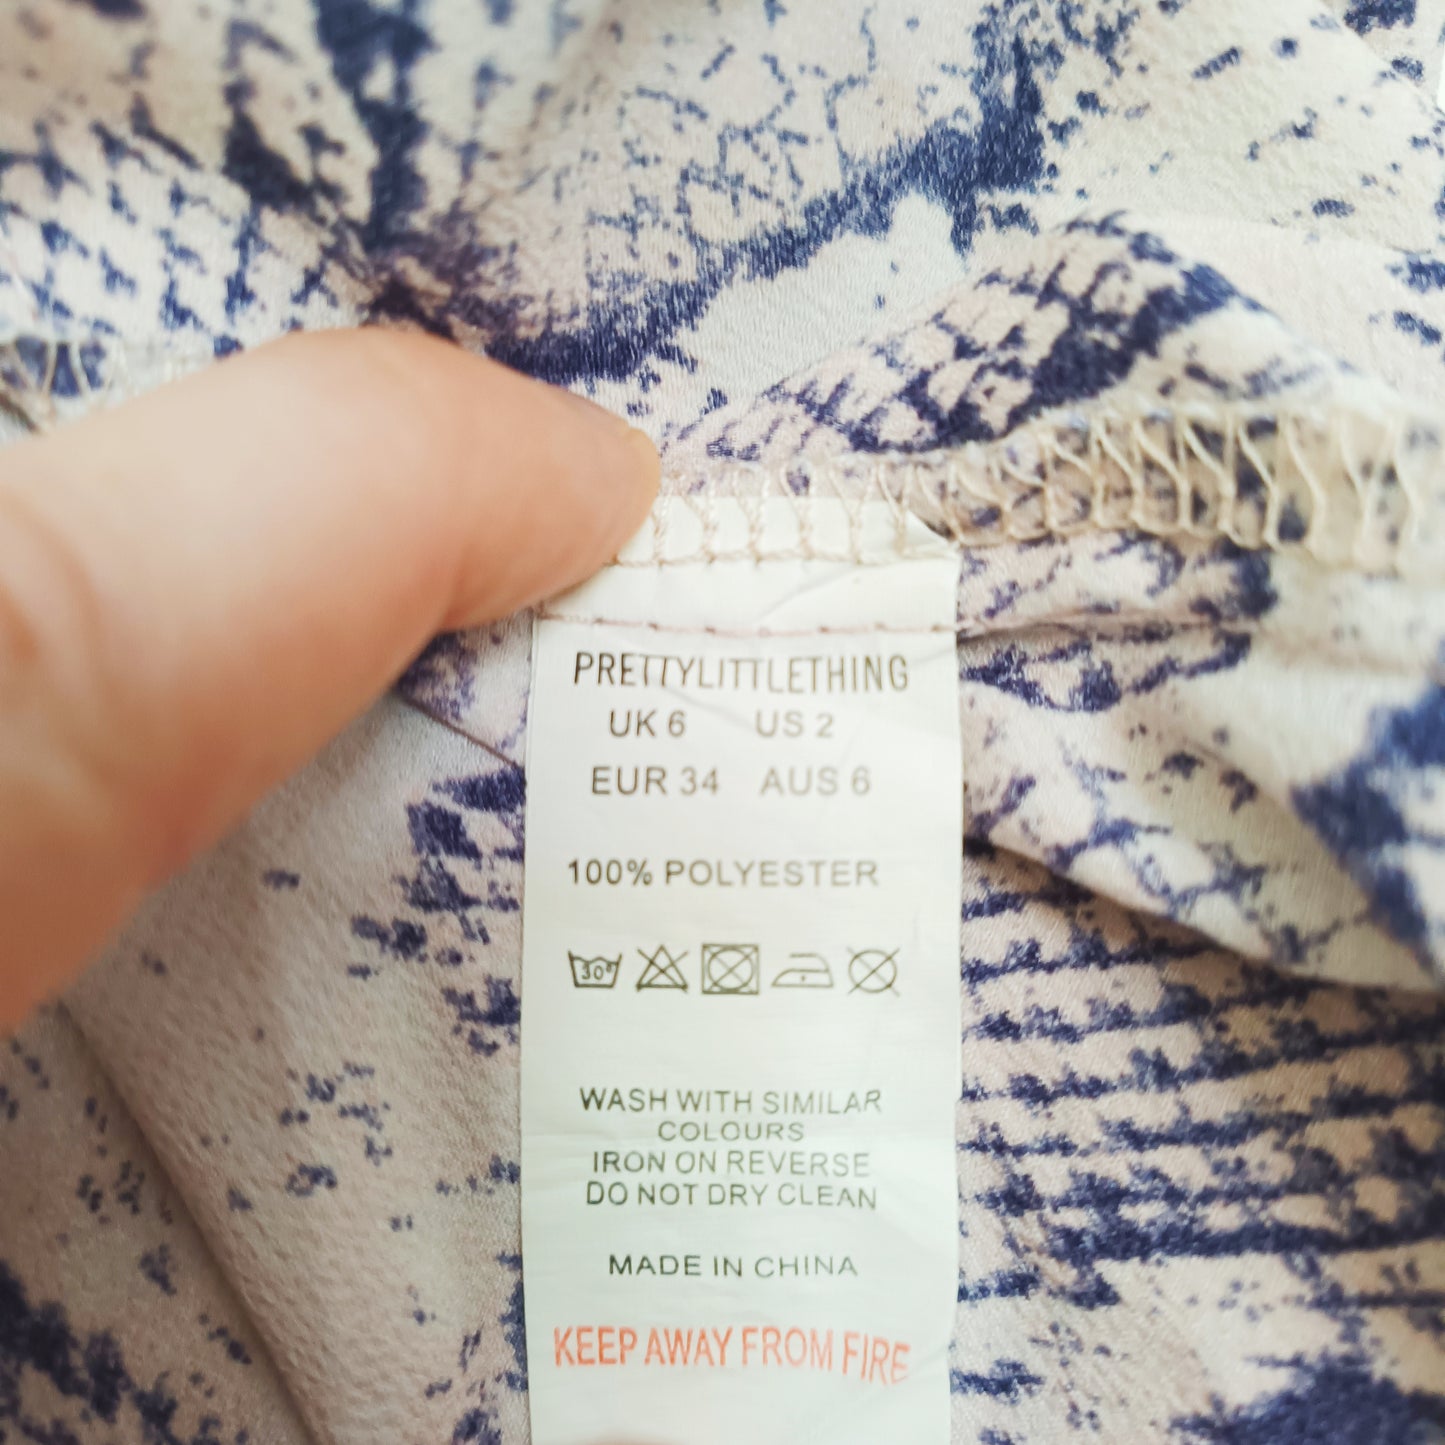 PRETTYLITTLETHING
UK 6 US 2
EUR 34 AUS 6
100% POLYESTER
30°
WASH WITH SIMILAR
COLOURS
IRON ON REVERSE
DO NOT DRY CLEAN
MADE IN CHINA
KEEP AWAY FROM FIRE